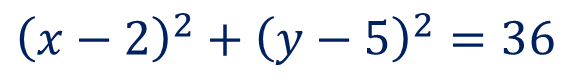 (x − 2)² + (y − 5)² = 36